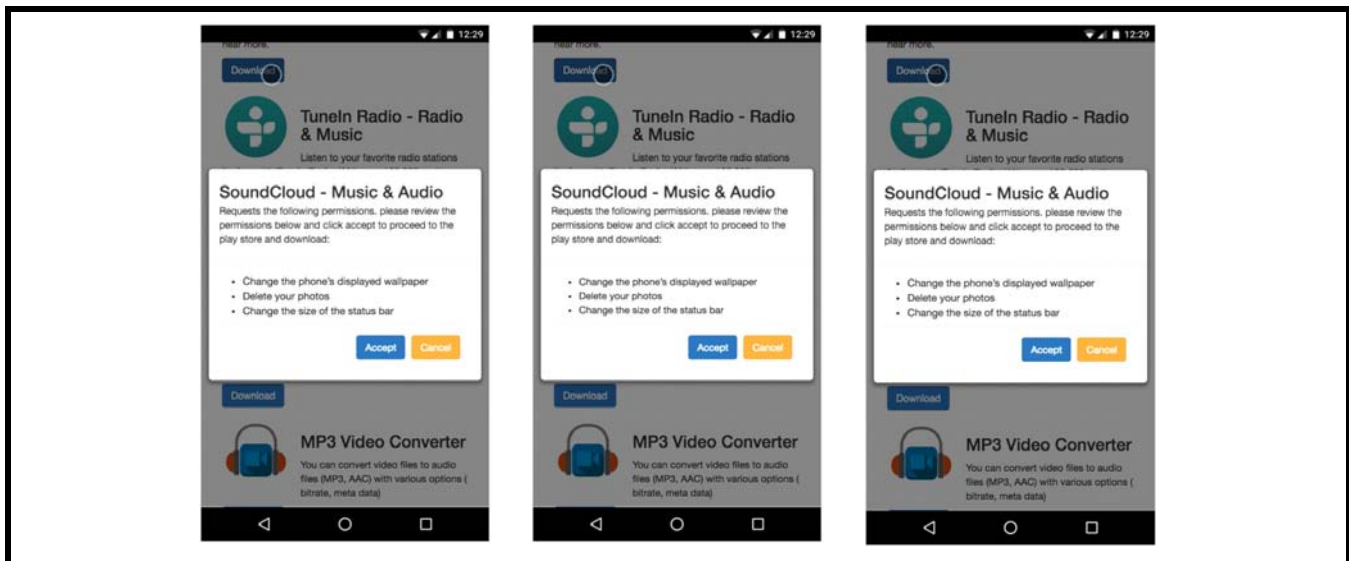 12:29
hear more.
Download
TuneIn Radio - Radio
& Music
Listen to your favorite radio stations
SoundCloud - Music & Audio
Requests the following permissions. please review the
permissions below and click accept to proceed to the
play store and download:
• Change the phone's displayed wallpaper
• Delete your photos
• Change the size of the status bar
Accept Cancel
Download
MP3 Video Converter
You can convert video files to audio
files (MP3, AAC) with various options (
bitrate, meta data)
12:29
hear more.
Download
TuneIn Radio - Radio
& Music
Listen to your favorite radio stations
SoundCloud - Music & Audio
Requests the following permissions. please review the
permissions below and click accept to proceed to the
play store and download:
• Change the phone's displayed wallpaper
• Delete your photos
• Change the size of the status bar
Accept Cancel
Download
MP3 Video Converter
You can convert video files to audio
files (MP3, AAC) with various options (
bitrate, meta data)
12:29
hear more.
Download
TuneIn Radio - Radio
& Music
Listen to your favorite radio stations
SoundCloud - Music & Audio
Requests the following permissions. please review the
permissions below and click accept to proceed to the
play store and download:
• Change the phone's displayed wallpaper
• Delete your photos
• Change the size of the status bar
Accept Cancel
Download
MP3 Video Converter
You can convert video files to audio
files (MP3, AAC) with various options (
bitrate, meta data)